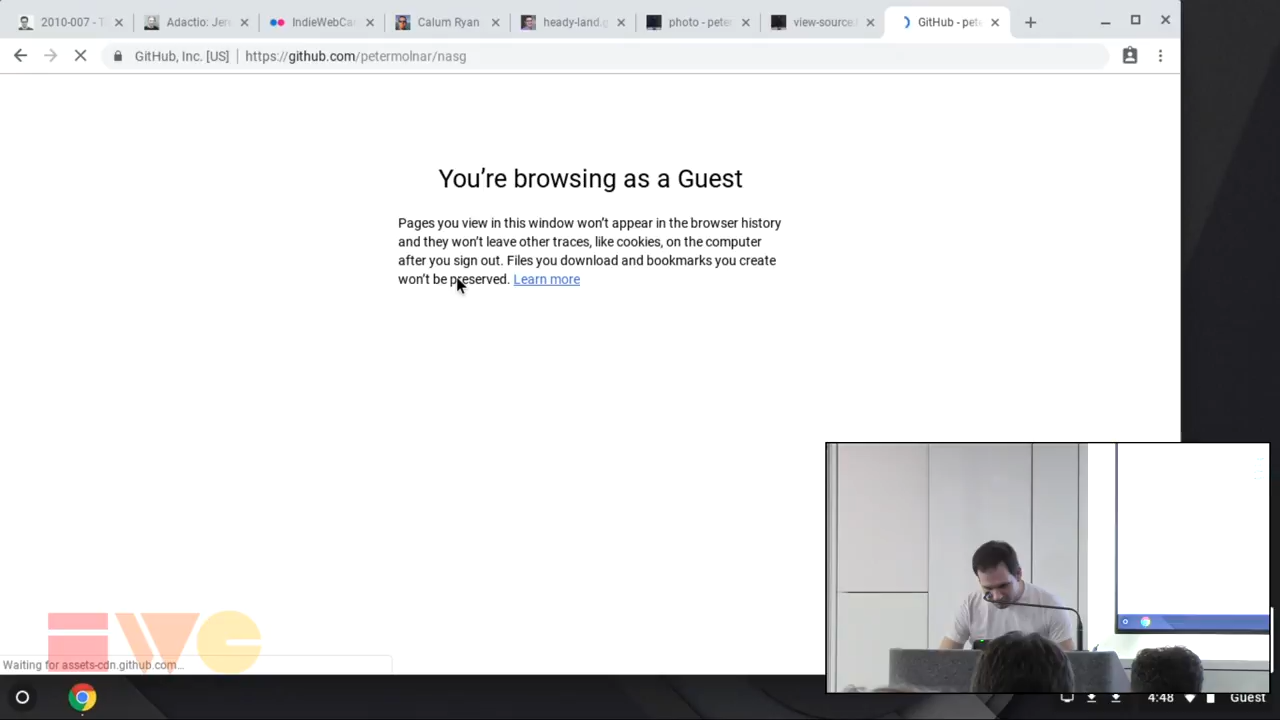 2010-007 - T
Adactio: Jer
IndieWebCa
Calum Ryan
heady-land.g
photo - peter
view-source:
GitHub - pete
GitHub, Inc. [US]
https://github.com/petermolnar/nasg
You're browsing as a Guest
Pages you view in this window won't appear in the browser history
and they won't leave other traces, like cookies, on the computer
after you sign out. Files you download and bookmarks you create
won't be preserved. Learn more
iwc
Waiting for assets-cdn.github.com...
4:48
Guest